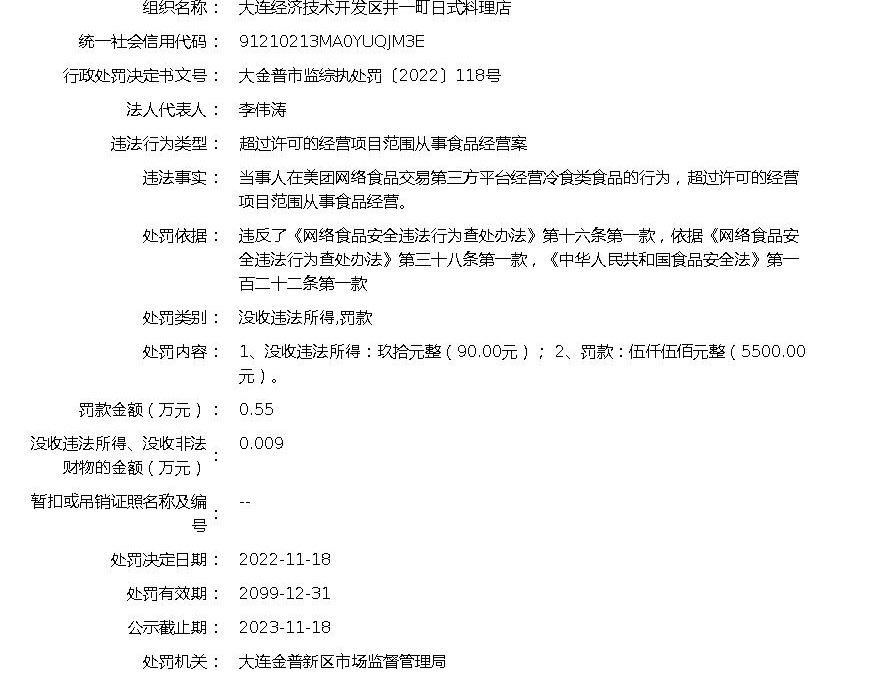 组织名称： 大连经济技术开发区井一町日式料理店
统一社会信用代码： 91210213MA0YUQJM3E
行政处罚决定书文号： 大金普市监综执处罚〔2022〕118号
法人代表人： 李伟涛
违法行为类型： 超过许可的经营项目范围从事食品经营案
违法事实： 当事人在美团网络食品交易第三方平台经营冷食类食品的行为，超过许可的经营
项目范围从事食品经营。
处罚依据： 违反了《网络食品安全违法行为查处办法》第十六条第一款，依据《网络食品安
全违法行为查处办法》第三十八条第一款，《中华人民共和国食品安全法》第一
百二十二条第一款
处罚类别： 没收违法所得,罚款
处罚内容： 1、没收违法所得：玖拾元整（90.00元）； 2、罚款：伍仟伍佰元整（5500.00
元）。
罚款金额（万元）： 0.55
没收违法所得、没收非法 0.009
财物的金额（万元）：
暂扣或吊销证照名称及编 --
号：
处罚决定日期： 2022-11-18
处罚有效期： 2099-12-31
公示截止期： 2023-11-18
处罚机关： 大连金普新区市场监督管理局